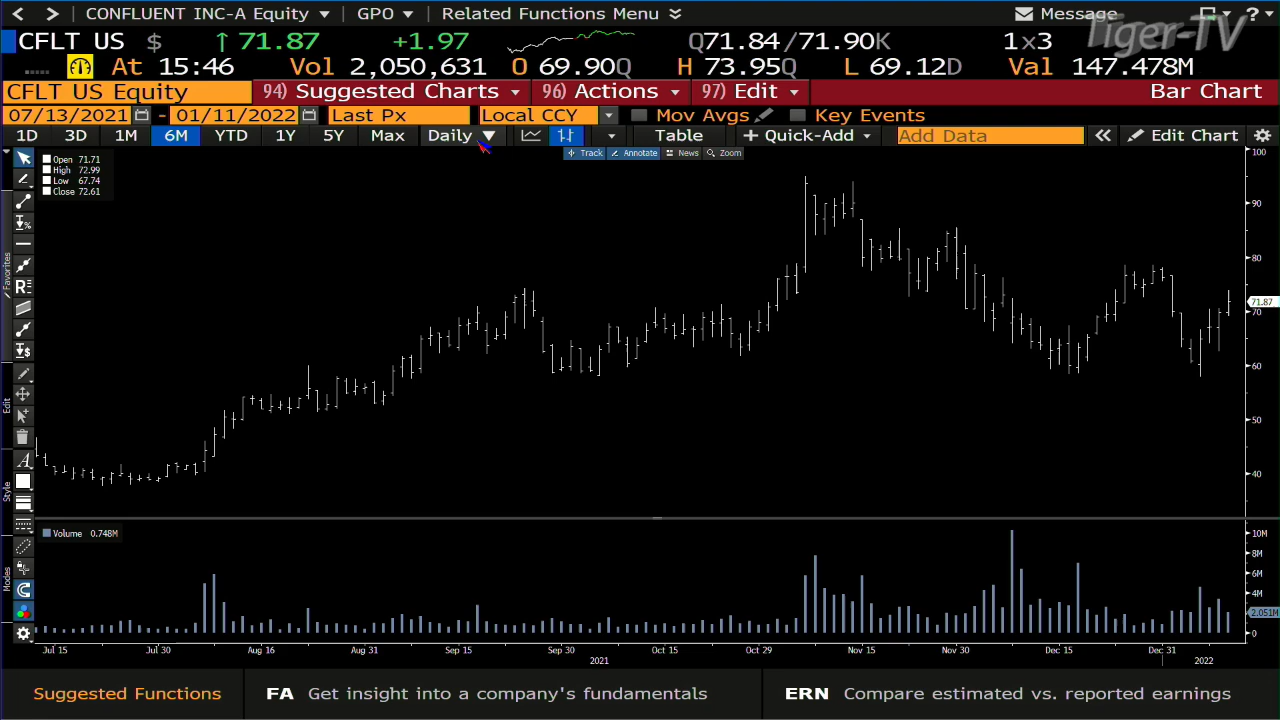 CONFLUENT INC-A Equity GPO Related Functions Menu Message ?
CFLT US $ ↑ 71.87 +1.97 Q71.84 / 71.90K 1x3 Tiger-TV
At 15:46 Vol 2,050,631 O 69.90Q H 73.95Q L 69.12D Val 147.478M
CFLT US Equity 94) Suggested Charts 96) Actions 97) Edit Bar Chart
07/13/2021 - 01/11/2022 Last Px Local CCY Mov Avgs Key Events
1D 3D 1M 6M YTD 1Y 5Y Max Daily Table + Quick-Add Add Data Edit Chart
Track Annotate News Zoom
Open 71.71
High 72.99
Low 67.74
Close 72.61
100
90
80
71.87
70
60
50
40
Favorites
Edit
Style
Modes
Volume 0.748M
10M
8M
6M
4M
2.051M
0
Jul 15 Jul 30 Aug 16 Aug 31 Sep 15 Sep 30 Oct 15 Oct 29 Nov 15 Nov 30 Dec 15 Dec 31
2021 2022
Suggested Functions FA Get insight into a company's fundamentals ERN Compare estimated vs. reported earnings